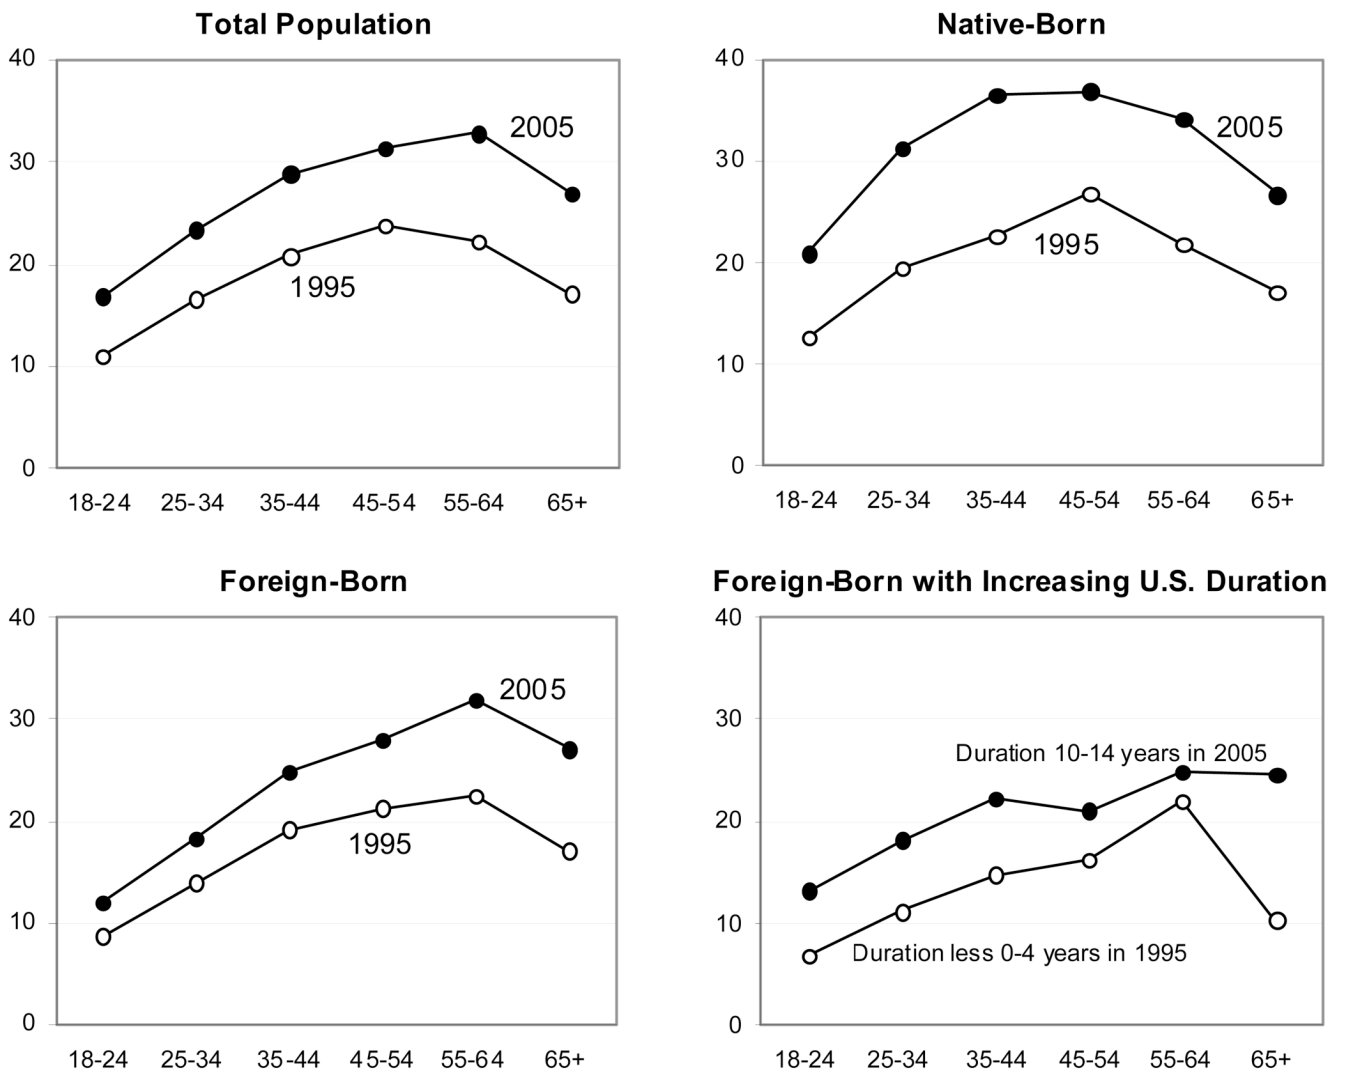 Total Population
40
30
20
10
0
2005
1995
18-24 25-34 35-44 45-54 55-64 65+
Native-Born
40
30
20
10
0
2005
1995
18-24 25-34 35-44 45-54 55-64 65+
Foreign-Born
40
30
20
10
0
2005
1995
18-24 25-34 35-44 45-54 55-64 65+
Foreign-Born with Increasing U.S. Duration
40
30
20
10
0
Duration 10-14 years in 2005
Duration less 0-4 years in 1995
18-24 25-34 35-44 45-54 55-64 65+